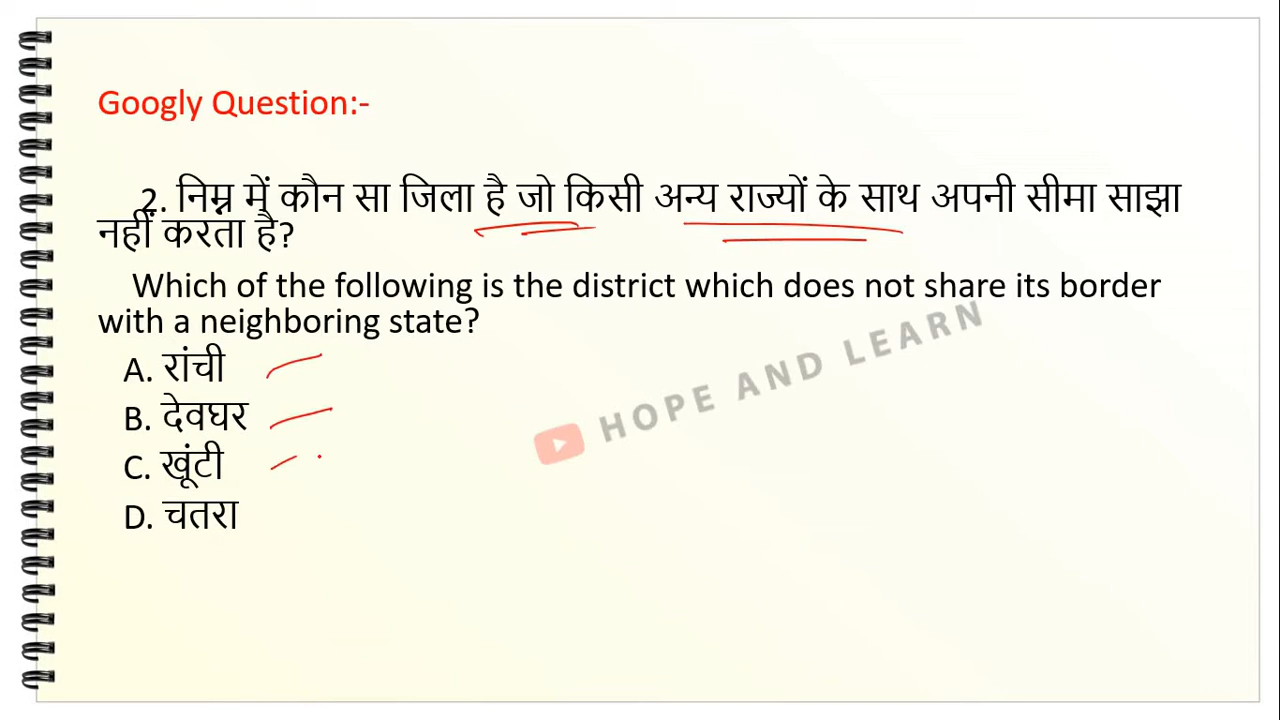 Googly Question:-
2. निम्न में कौन सा जिला है जो किसी अन्य राज्यों के साथ अपनी सीमा साझा
नहीं करता है?
Which of the following is the district which does not share its border
with a neighboring state?
A. रांची
B. देवघर
C. खूंटी
D. चतरा
HOPE AND LEARN